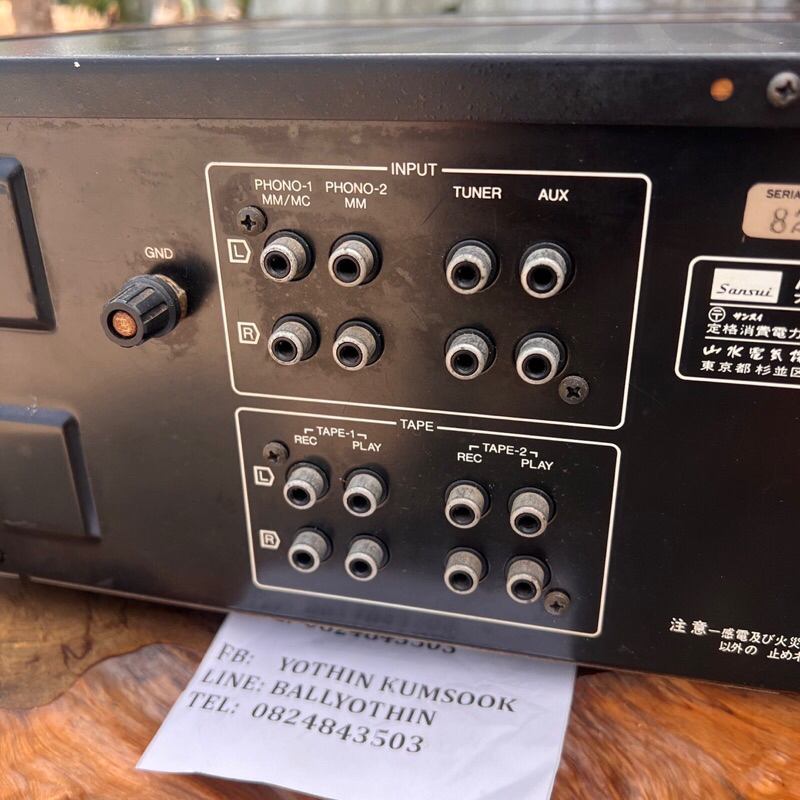 INPUT
PHONO-1 PHONO-2 TUNER AUX
MM/MC MM
L
R
GND
SERIA
82
Sansui
サンスイ
定格消費電力
山水電気株
東京都杉並区
TAPE
TAPE-1 TAPE-2
REC PLAY REC PLAY
L
R
注意―感電及び火災
以外の 止めネ
0824843503
FB: YOTHIN KUMSOOK
LINE: BALLYOTHIN
TEL: 0824843503